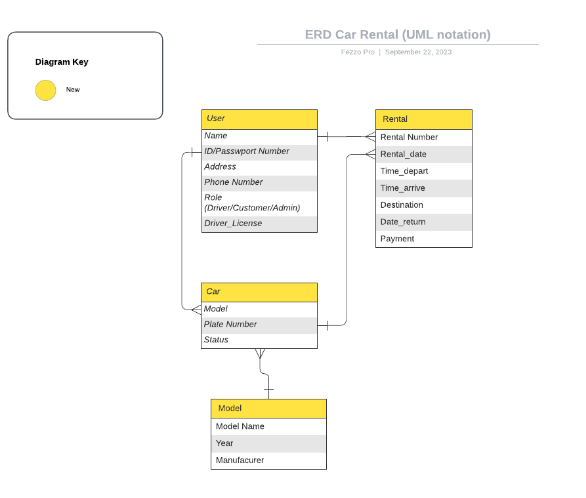 ERD Car Rental (UML notation)
Fezzo Pro | September 22, 2023
Diagram Key
New
User
Name
ID/Passwport Number
Address
Phone Number
Role
(Driver/Customer/Admin)
Driver_License
Rental
Rental Number
Rental_date
Time_depart
Time_arrive
Destination
Date_return
Payment
Car
Model
Plate Number
Status
Model
Model Name
Year
Manufacurer